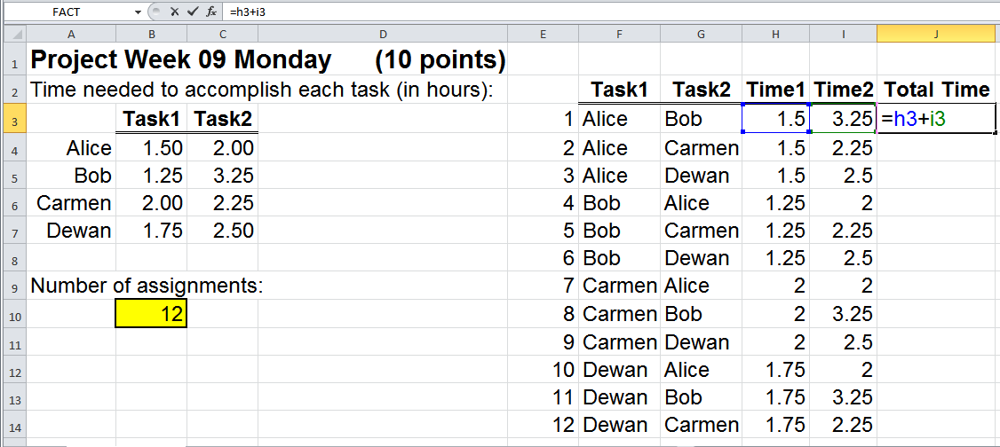 FACT =h3+i3
A B C D E F G H I J
1 Project Week 09 Monday (10 points)
2 Time needed to accomplish each task (in hours): Task1 Task2 Time1 Time2 Total Time
3 Task1 Task2 1 Alice Bob 1.5 3.25 =h3+i3
4 Alice 1.50 2.00 2 Alice Carmen 1.5 2.25
5 Bob 1.25 3.25 3 Alice Dewan 1.5 2.5
6 Carmen 2.00 2.25 4 Bob Alice 1.25 2
7 Dewan 1.75 2.50 5 Bob Carmen 1.25 2.25
8 6 Bob Dewan 1.25 2.5
9 Number of assignments: 7 Carmen Alice 2 2
10 12 8 Carmen Bob 2 3.25
11 9 Carmen Dewan 2 2.5
12 10 Dewan Alice 1.75 2
13 11 Dewan Bob 1.75 3.25
14 12 Dewan Carmen 1.75 2.25